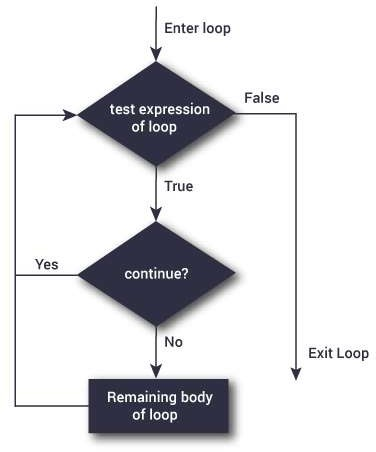 Enter loop
test expression
of loop
False
True
Yes
continue?
No
Exit Loop
Remaining body
of loop